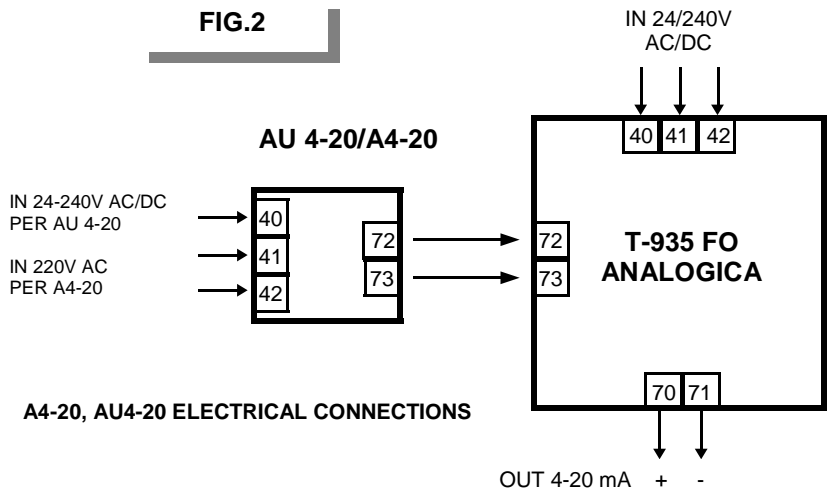 FIG.2
IN 24/240V
AC/DC
40 41 42
AU 4-20/A4-20
IN 24-240V AC/DC
PER AU 4-20
IN 220V AC
PER A4-20
40
41
42
72
73
72
73
T-935 FO
ANALOGICA
70 71
A4-20, AU4-20 ELECTRICAL CONNECTIONS
OUT 4-20 mA + -